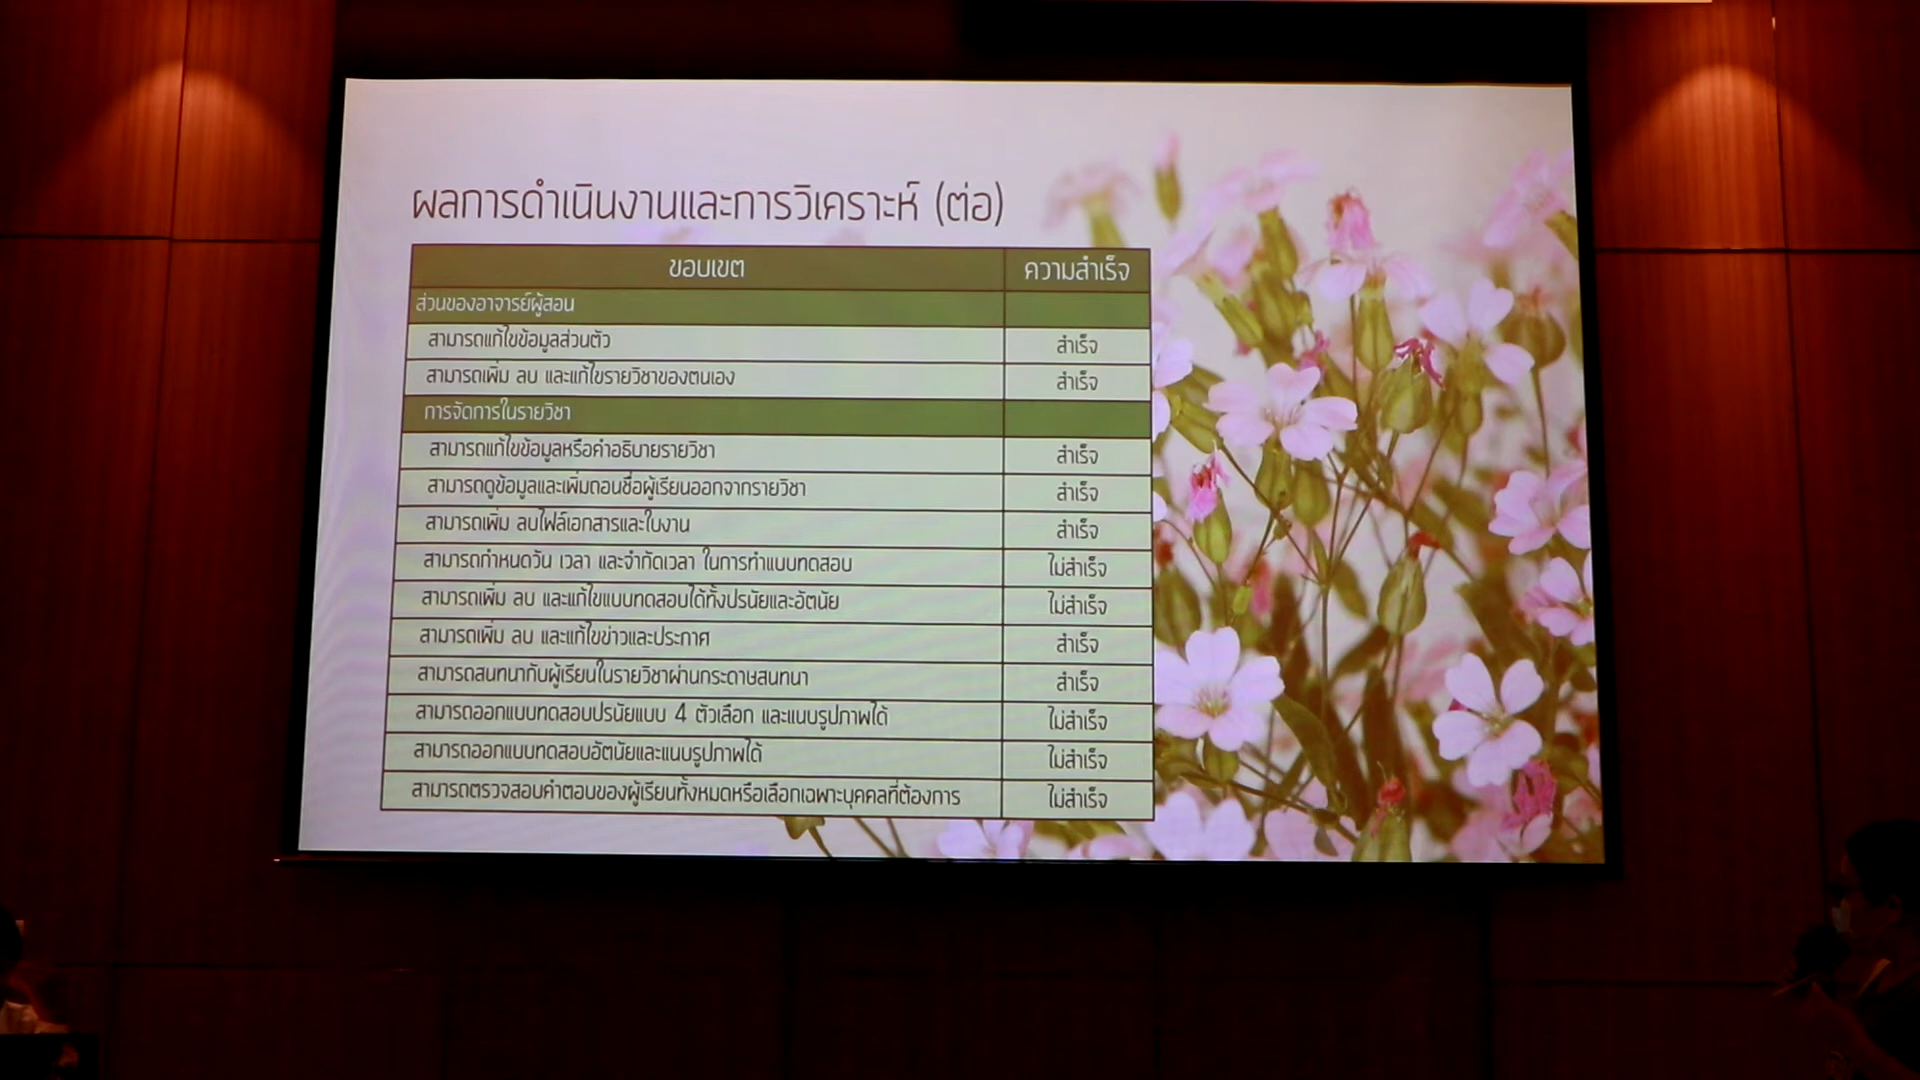 ผลการดำเนินงานและการวิเคราะห์ (ต่อ)
ขอบเขต ความสำเร็จ
ส่วนของอาจารย์ผู้สอน
สามารถแก้ไขข้อมูลส่วนตัว สำเร็จ
สามารถเพิ่ม ลบ และแก้ไขรายวิชาของตนเอง สำเร็จ
การจัดการในรายวิชา
สามารถแก้ไขข้อมูลหรือคำอธิบายรายวิชา สำเร็จ
สามารถดูข้อมูลและเพิ่มถอนชื่อผู้เรียนออกจากรายวิชา สำเร็จ
สามารถเพิ่ม ลบไฟล์เอกสารและใบงาน สำเร็จ
สามารถกำหนดวัน เวลา และจำกัดเวลา ในการทำแบบทดสอบ ไม่สำเร็จ
สามารถเพิ่ม ลบ และแก้ไขแบบทดสอบได้ทั้งปรนัยและอัตนัย ไม่สำเร็จ
สามารถเพิ่ม ลบ และแก้ไขข่าวและประกาศ สำเร็จ
สามารถสนทนากับผู้เรียนในรายวิชาผ่านกระดาษสนทนา สำเร็จ
สามารถออกแบบทดสอบปรนัยแบบ 4 ตัวเลือก และแนบรูปภาพได้ ไม่สำเร็จ
สามารถออกแบบทดสอบอัตนัยและแนบรูปภาพได้ ไม่สำเร็จ
สามารถตรวจสอบคำตอบของผู้เรียนทั้งหมดหรือเลือกเฉพาะบุคคลที่ต้องการ ไม่สำเร็จ